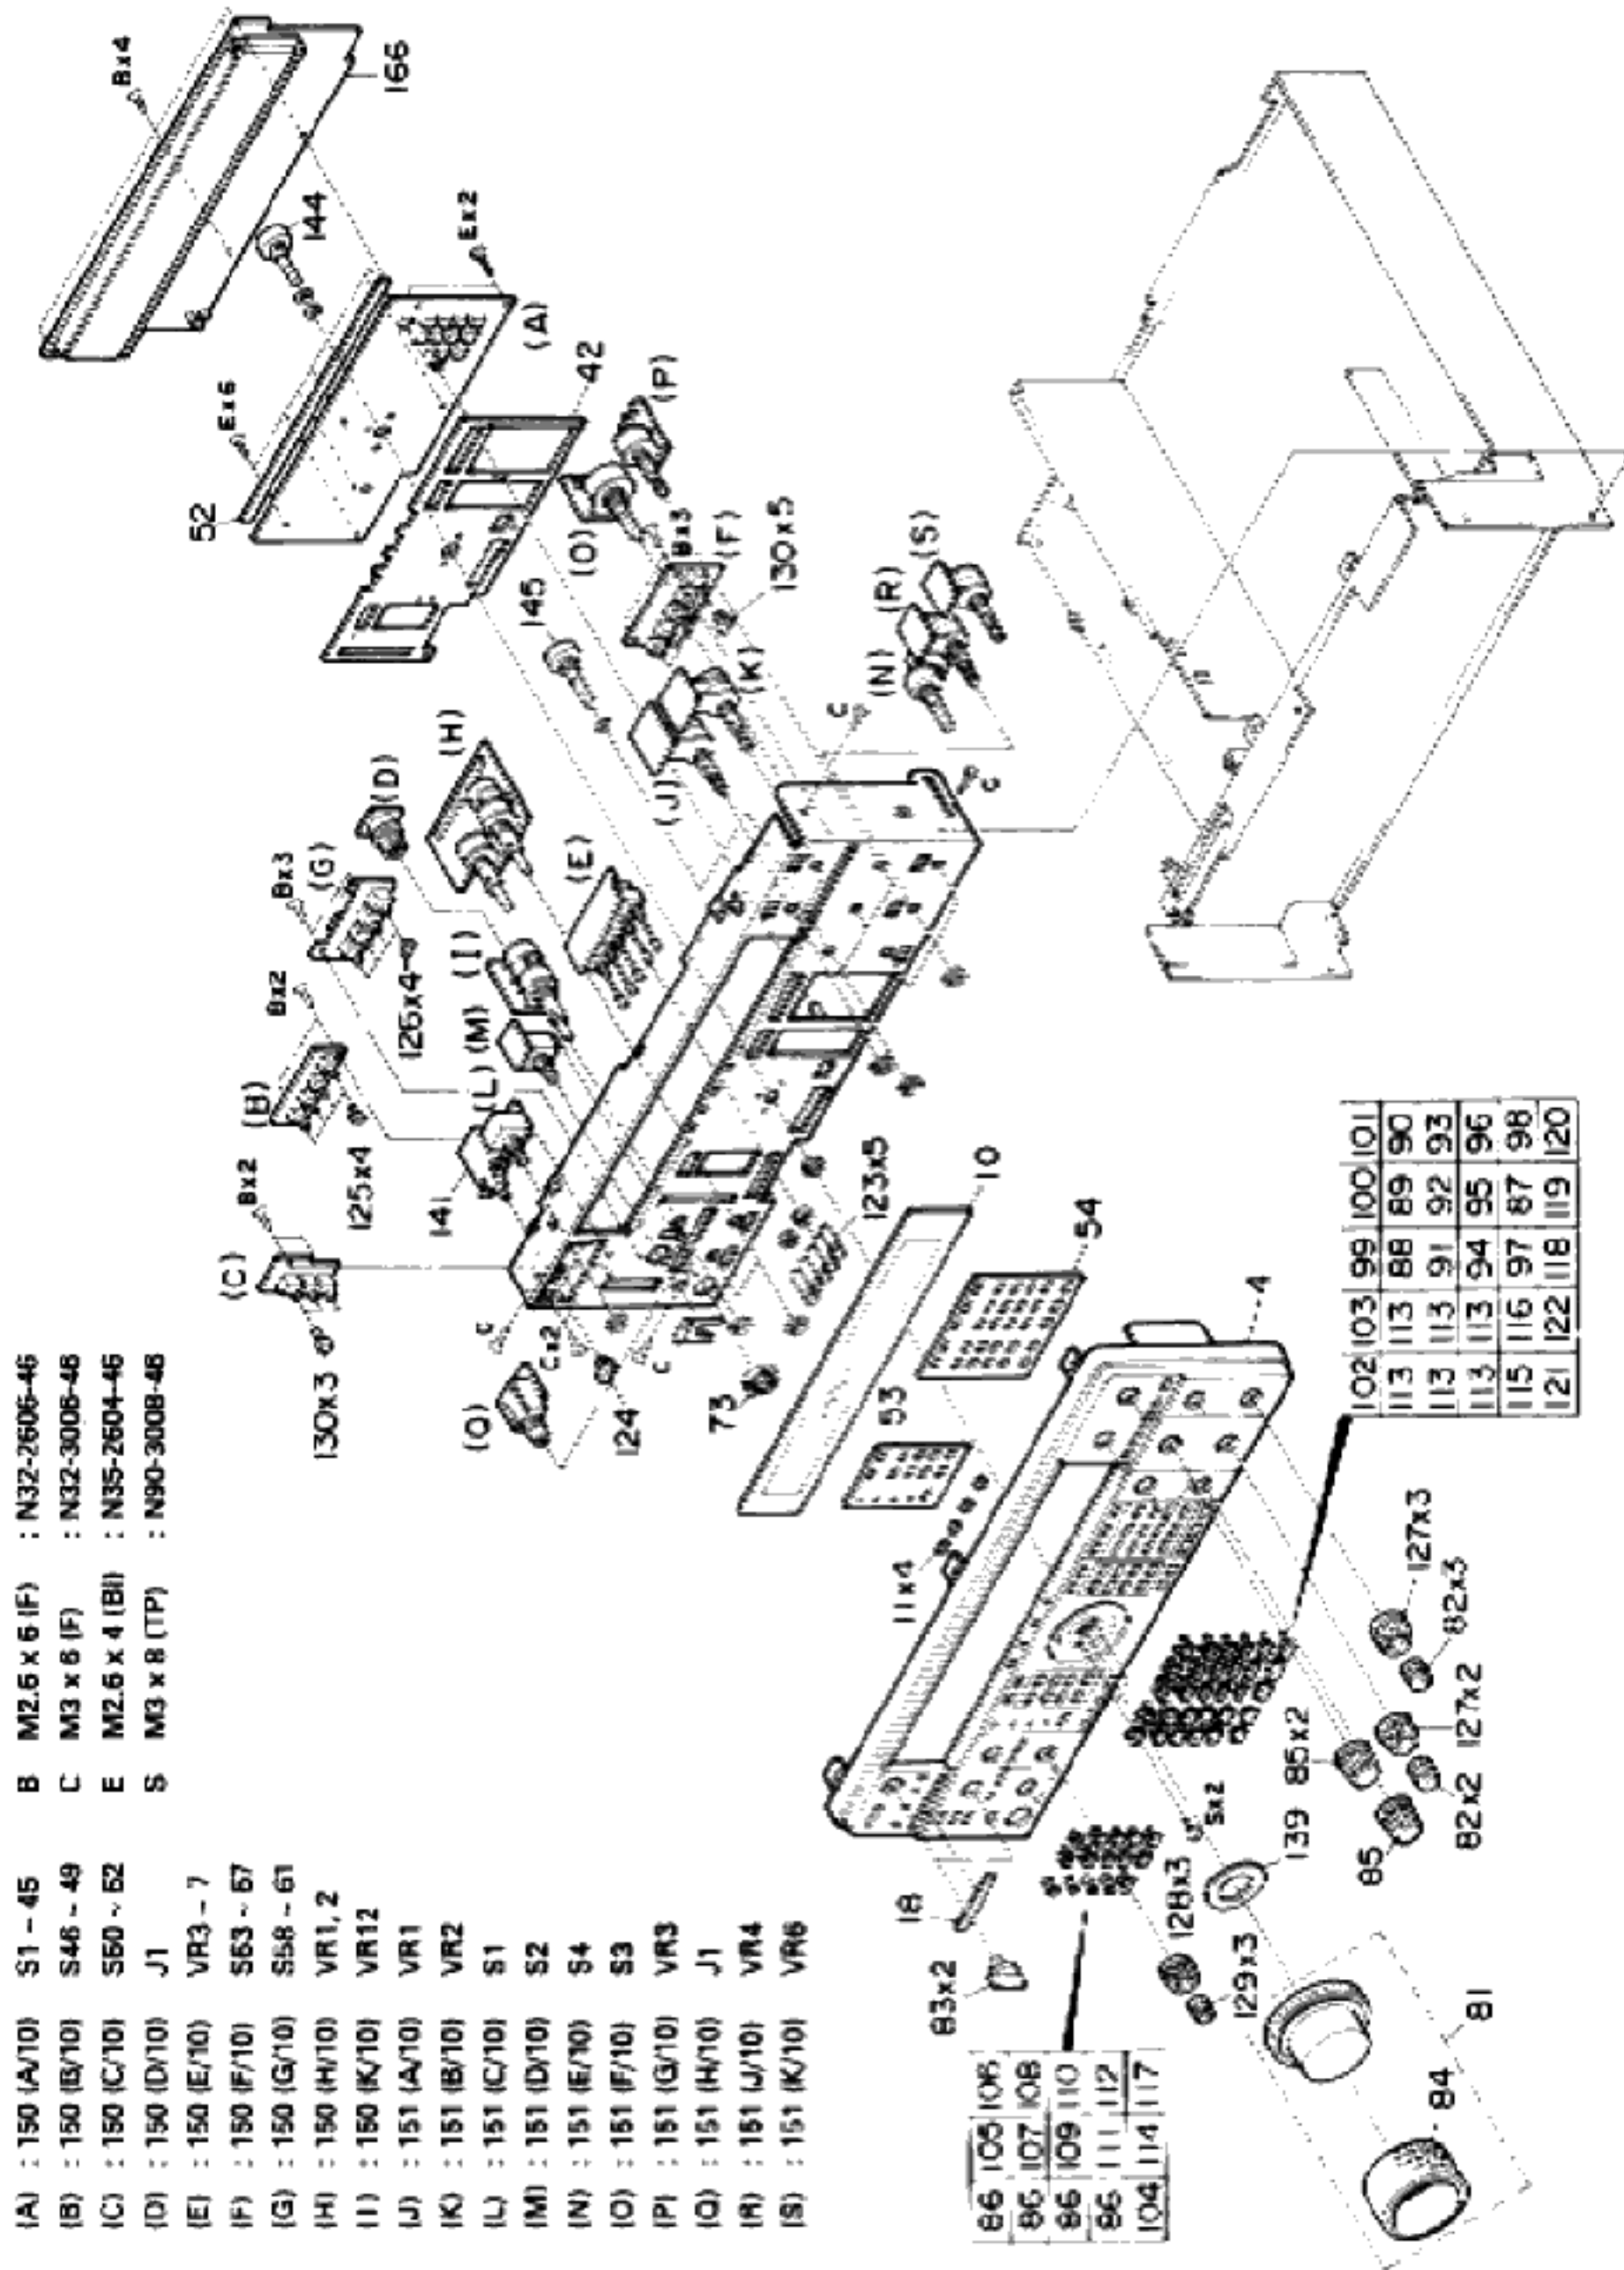 (A) : 150 (A/10) S1 - 45
(B) : 150 (B/10) S46 - 49
(C) : 150 (C/10) S50 ~ 52
(D) : 150 (D/10) J1
(E) : 150 (E/10) VR3 - 7
(F) : 150 (F/10) S63 ~ 67
(G) : 150 (G/10) S58 - 61
(H) : 150 (H/10) VR1, 2
(I) : 150 (K/10) VR12
(J) : 151 (A/10) VR1
(K) : 151 (B/10) VR2
(L) : 151 (C/10) S1
(M) : 151 (D/10) S2
(N) : 151 (E/10) S4
(O) : 151 (F/10) S3
(P) : 151 (G/10) VR3
(Q) : 151 (H/10) J1
(R) : 151 (J/10) VR4
(S) : 151 (K/10) VR6
B M2.6 x 6 (F) : N32-2606-46
C M3 x 6 (F) : N32-3006-46
E M2.6 x 4 (BI) : N35-2604-46
S M3 x 8 (TP) : N90-3008-46
Bx4
166
144
Ex2
(A)
Ex6
52
42
(P)
(O)
Bx3
(F)
130x5
145
(K)
(J)
(S)
(R)
(N)
C
C
(H)
(D)
(E)
Bx3
(G)
126x4
(I)
(M)
(L)
Bx2
(B)
125x4
141
Bx2
(C)
130x3
C
Cx2
C
(Q)
124
73
123x5
10
54
53
4
11x4
102 103 99 100 101
113 113 88 89 90
113 113 91 92 93
113 113 94 95 96
115 116 97 87 98
121 122 118 119 120
127x3
82x3
127x2
82x2
85x2
85
139
Sx2
128x3
129x3
18
83x2
86 105 106
86 107 108
86 109 110
86 111 112
104 114 117
81
84